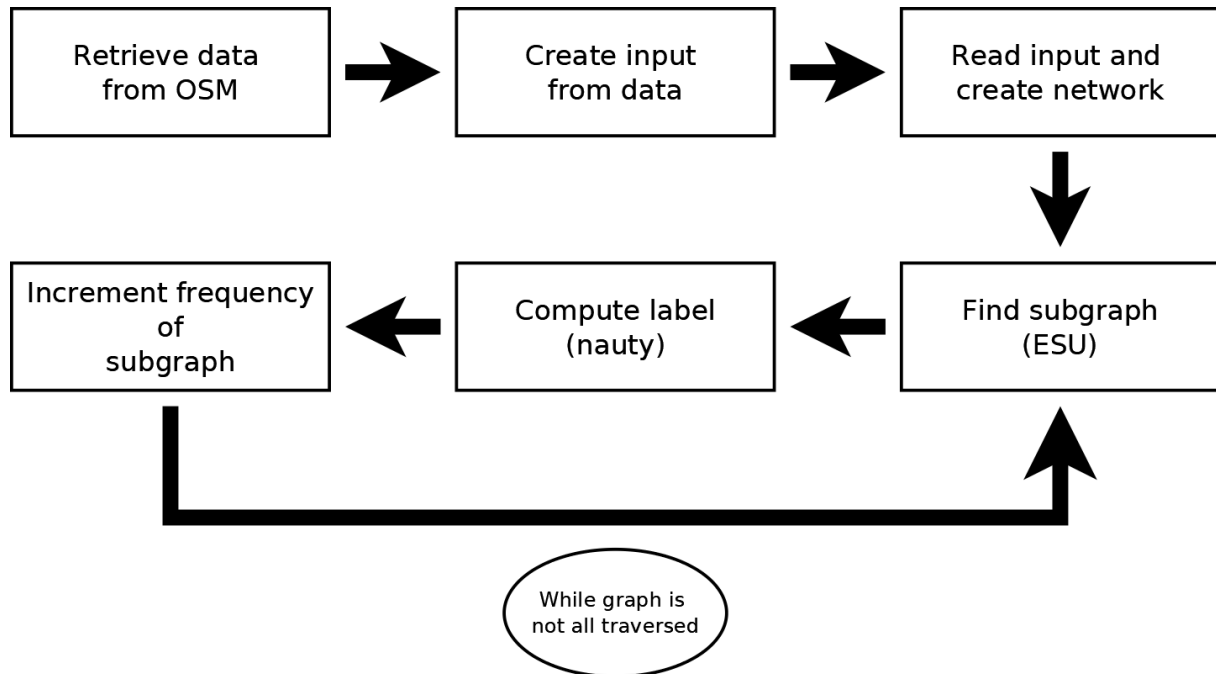 Retrieve data
from OSM
Create input
from data
Read input and
create network
Increment frequency
of
subgraph
Compute label
(nauty)
Find subgraph
(ESU)
While graph is
not all traversed